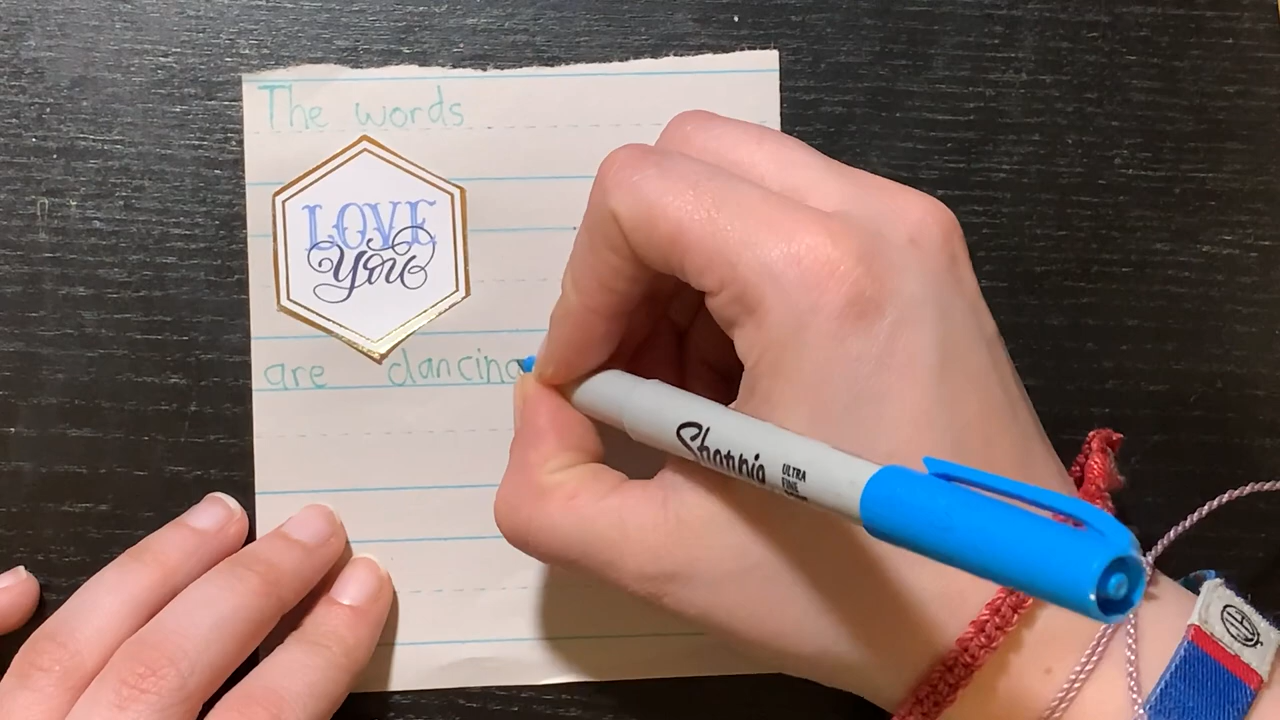 The words
LOVE
You
are dancing
Sharpie
ULTRA
FINE